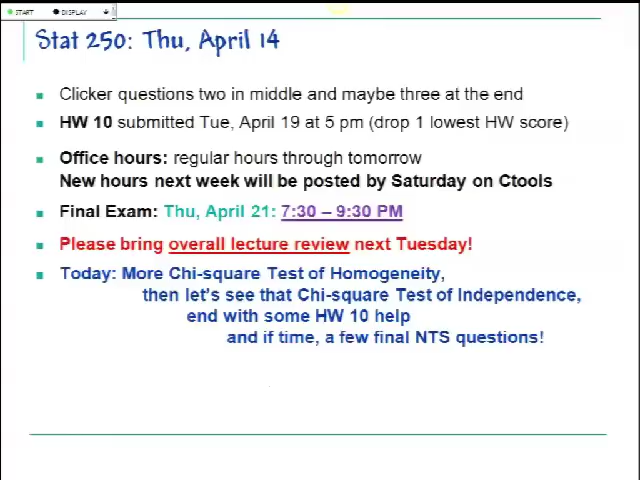 START DISPLAY
Stat 250: Thu, April 14
Clicker questions two in middle and maybe three at the end
HW 10 submitted Tue, April 19 at 5 pm (drop 1 lowest HW score)
Office hours: regular hours through tomorrow
New hours next week will be posted by Saturday on Ctools
Final Exam: Thu, April 21: 7:30 – 9:30 PM
Please bring overall lecture review next Tuesday!
Today: More Chi-square Test of Homogeneity,
then let's see that Chi-square Test of Independence,
end with some HW 10 help
and if time, a few final NTS questions!